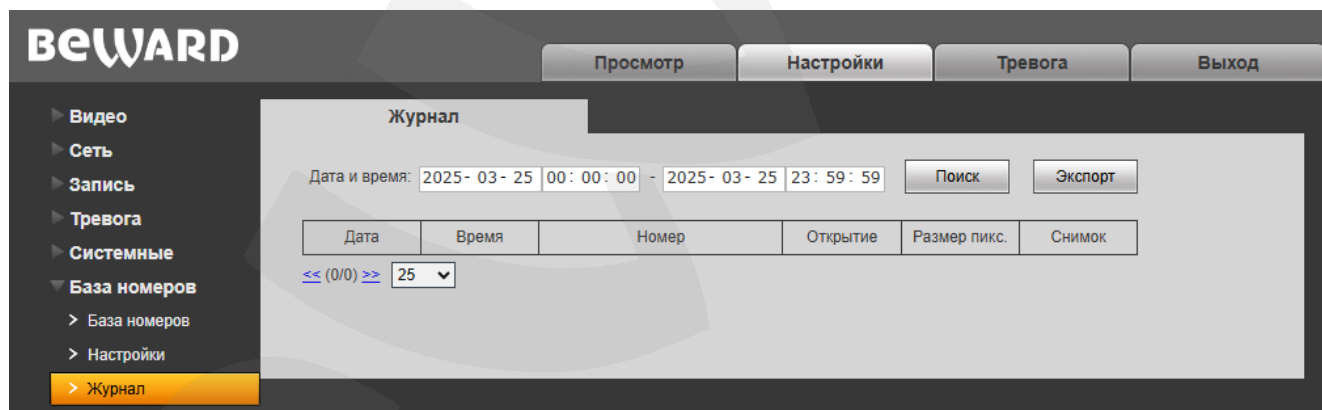 BEWARD
Просмотр Настройки Тревога Выход
Видео
Сеть
Запись
Тревога
Системные
База номеров
База номеров
Настройки
Журнал
Журнал
Дата и время: 2025- 03- 25 00: 00: 00 - 2025- 03- 25 23: 59: 59 Поиск Экспорт
Дата Время Номер Открытие Размер пикс. Снимок
<< (0/0) >> 25